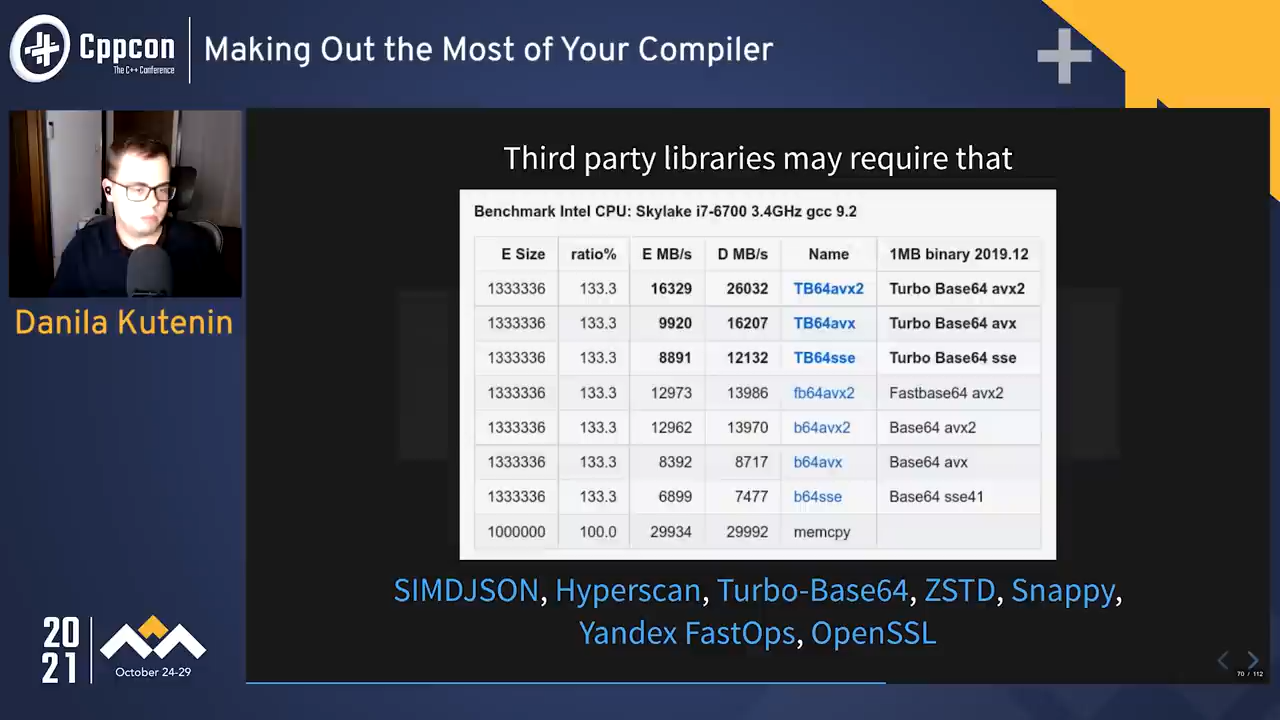 Cppcon
The C++ Conference
Making Out the Most of Your Compiler
Danila Kutenin
Third party libraries may require that
Benchmark Intel CPU: Skylake i7-6700 3.4GHz gcc 9.2
E Size ratio% E MB/s D MB/s Name 1MB binary 2019.12
1333336 133.3 16329 26032 TB64avx2 Turbo Base64 avx2
1333336 133.3 9920 16207 TB64avx Turbo Base64 avx
1333336 133.3 8891 12132 TB64sse Turbo Base64 sse
1333336 133.3 12973 13986 fb64avx2 Fastbase64 avx2
1333336 133.3 12962 13970 b64avx2 Base64 avx2
1333336 133.3 8392 8717 b64avx Base64 avx
1333336 133.3 6899 7477 b64sse Base64 sse41
1000000 100.0 29934 29992 memcpy
SIMDJSON, Hyperscan, Turbo-Base64, ZSTD, Snappy,
Yandex FastOps, OpenSSL
20
21
October 24-29
70 / 112